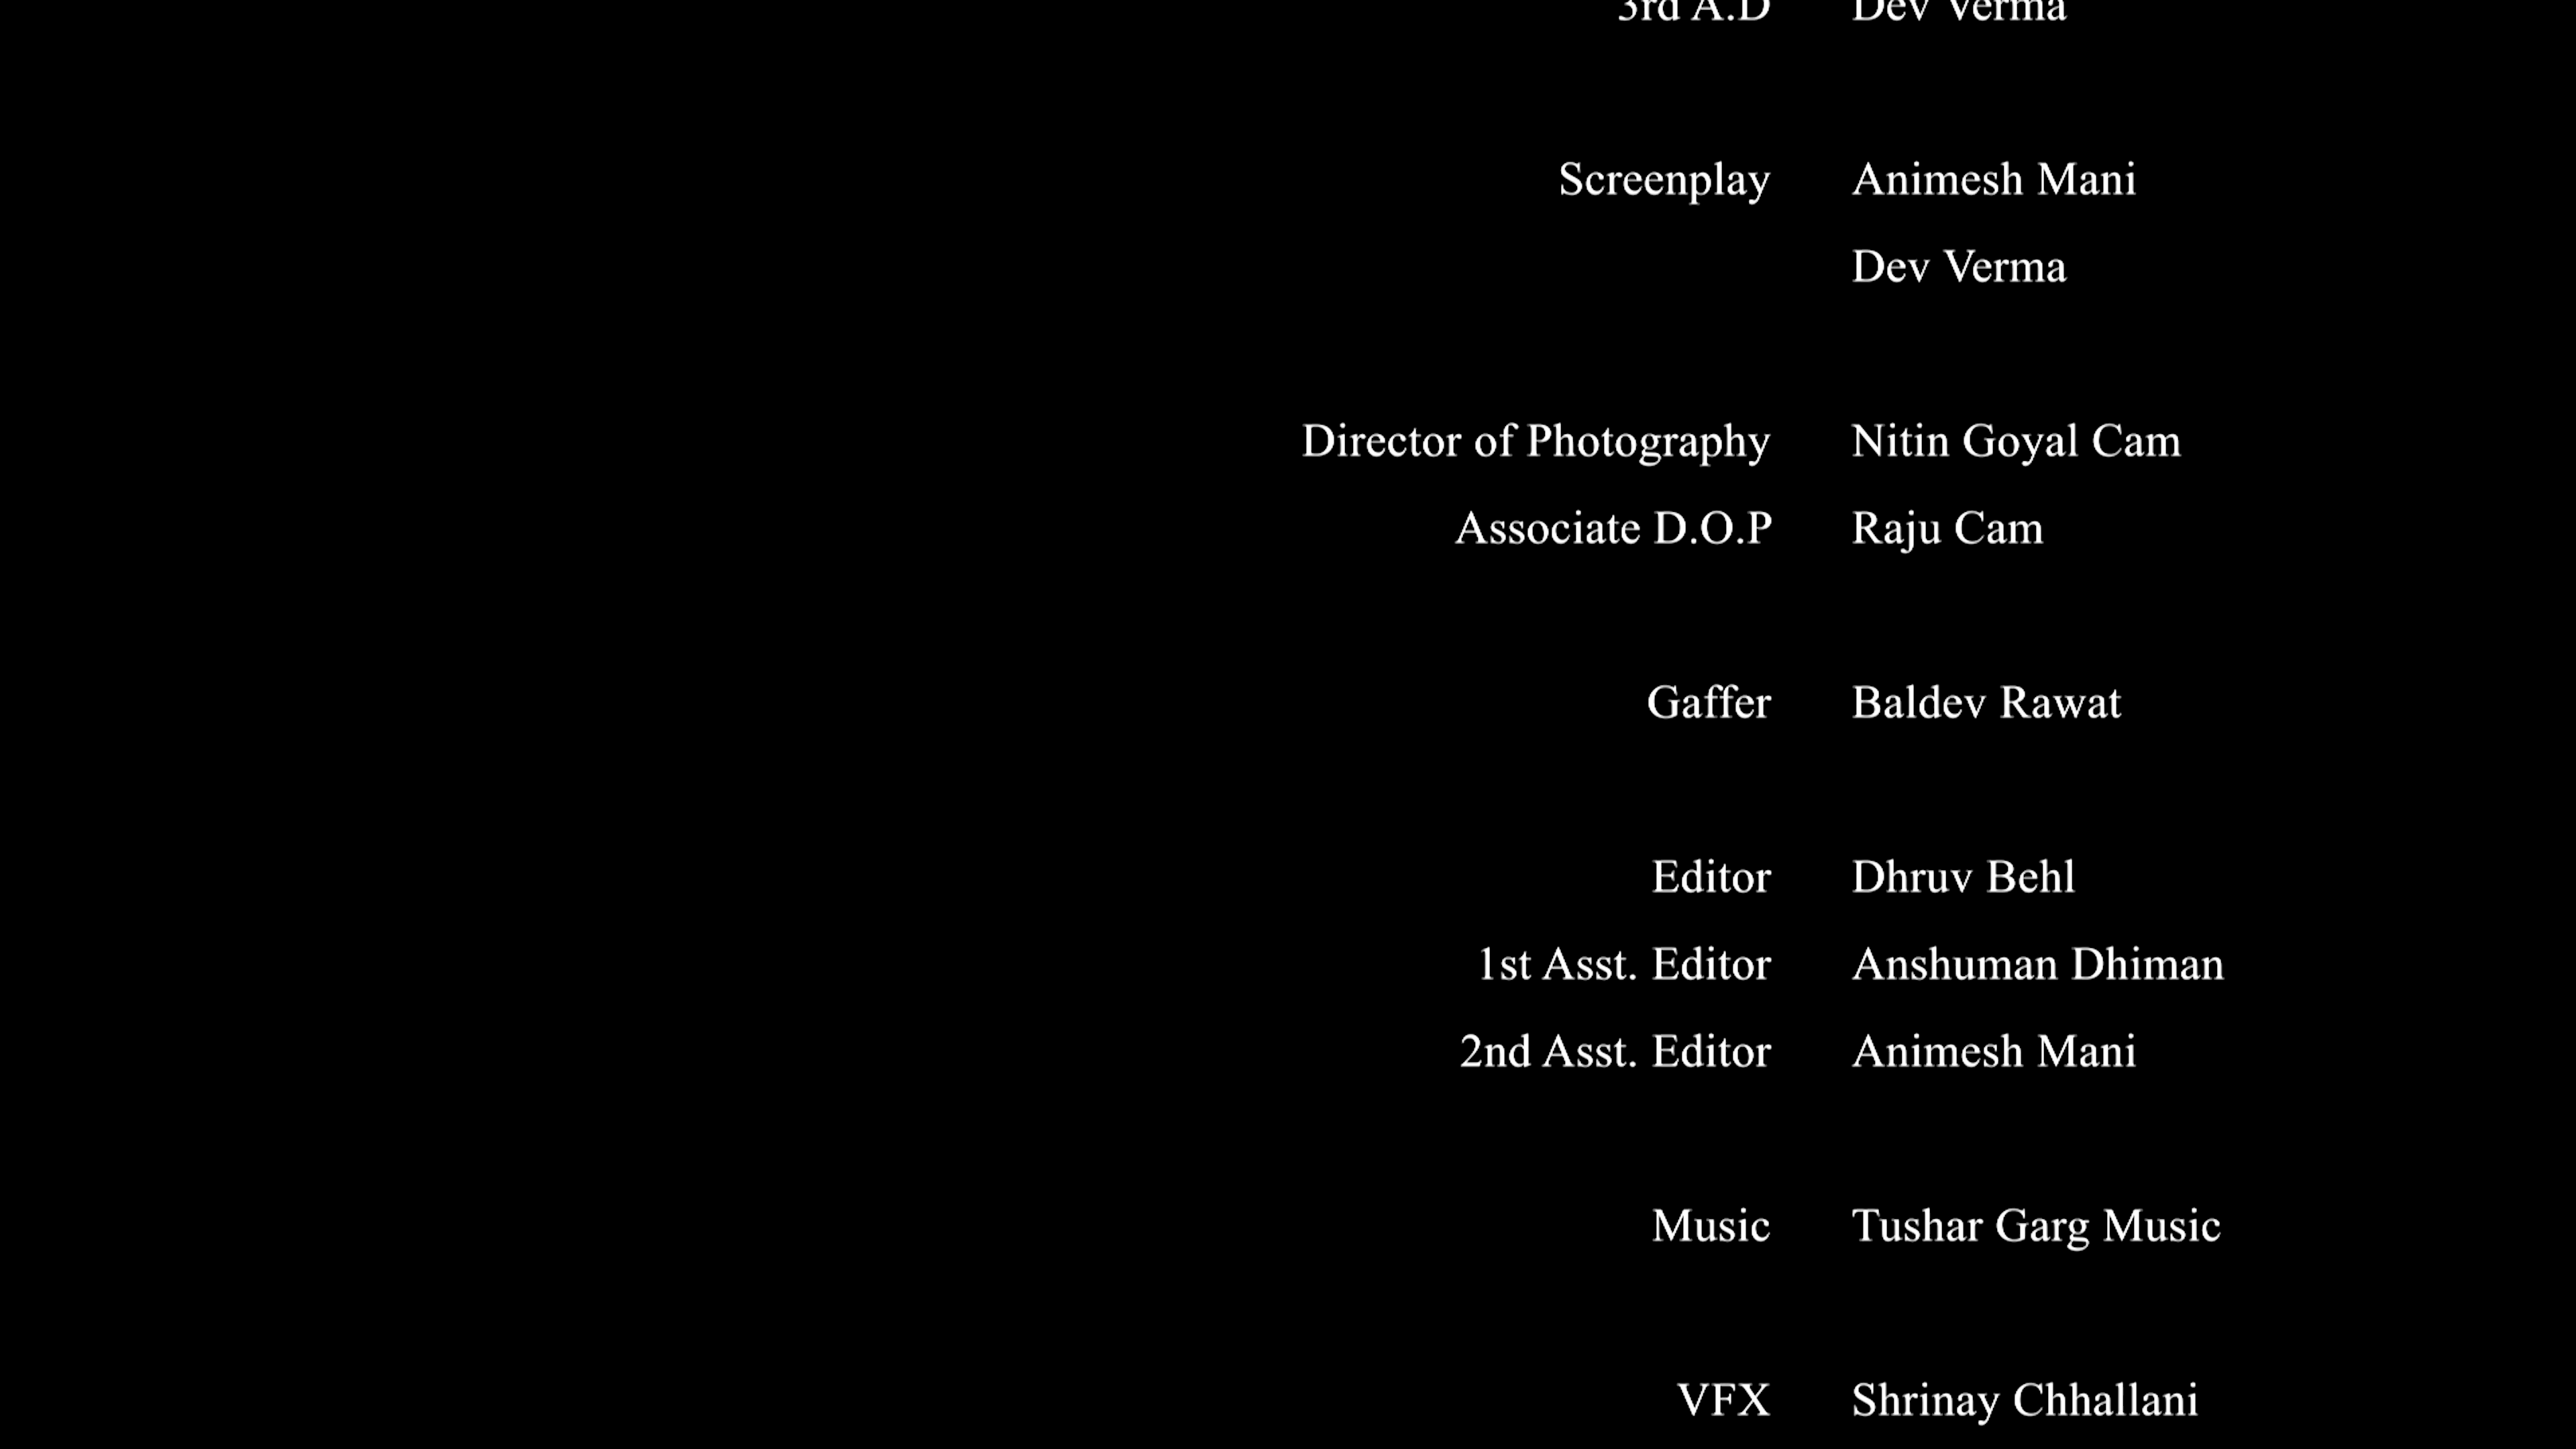 3rd A.D Dev Verma
Screenplay Animesh Mani
Dev Verma
Director of Photography Nitin Goyal Cam
Associate D.O.P Raju Cam
Gaffer Baldev Rawat
Editor Dhruv Behl
1st Asst. Editor Anshuman Dhiman
2nd Asst. Editor Animesh Mani
Music Tushar Garg Music
VFX Shrinay Chhallani